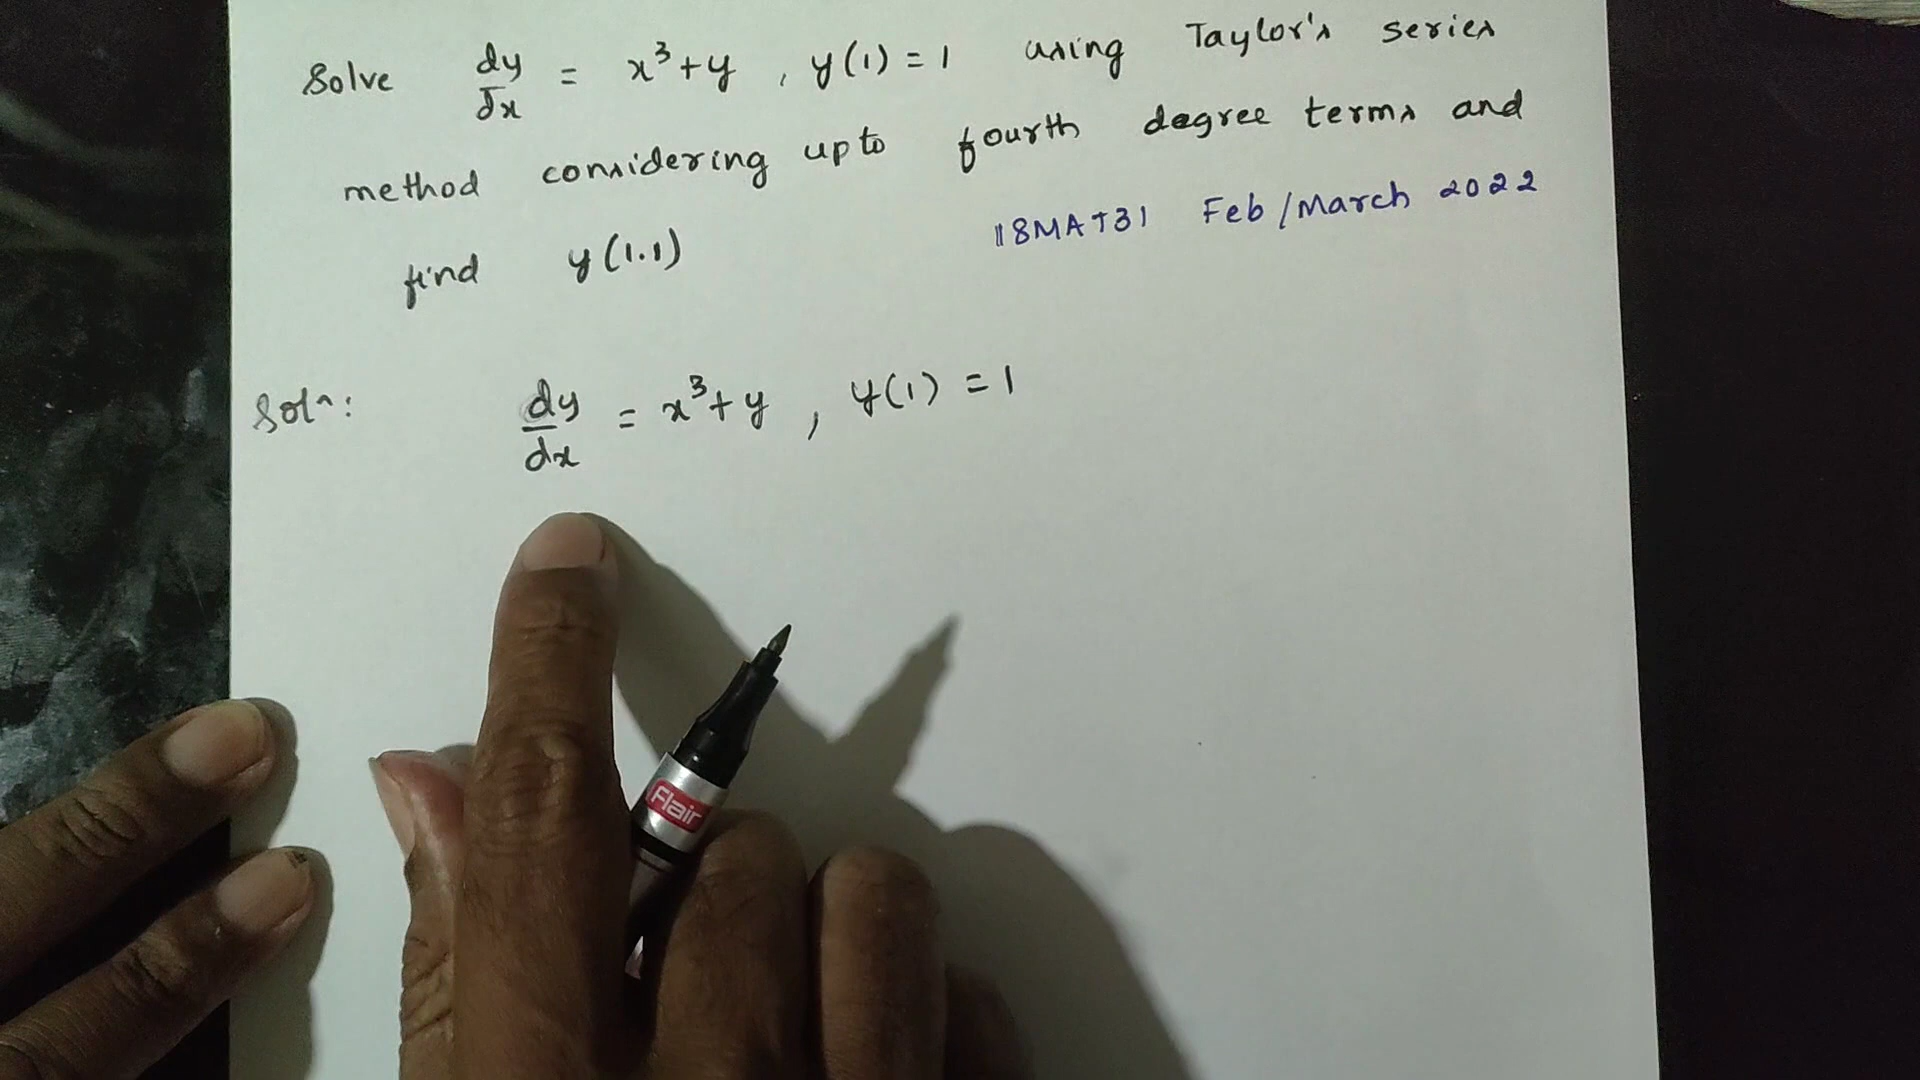 Solve dy/dx = x³+y , y(1)=1 using Taylor's series
method considering upto fourth degree terms and
find y(1.1) 18MAT31 Feb/March 2022
Soln: dy/dx = x³+y , y(1) = 1
Flair